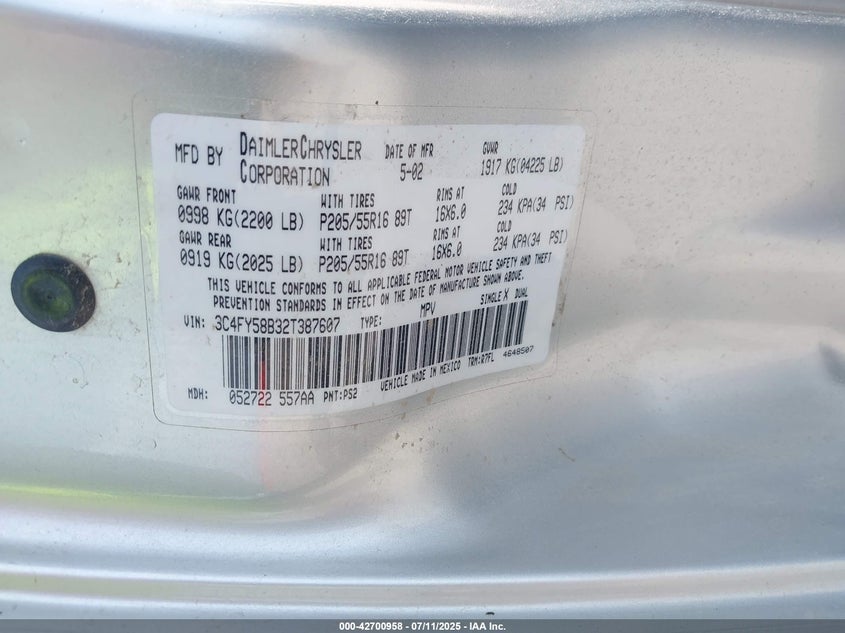 MFD BY DAIMLERCHRYSLER CORPORATION DATE OF MFR 5-02 GVWR 1917 KG(04225 LB)
GAWR FRONT WITH TIRES RIMS AT COLD
0998 KG(2200 LB) P205/55R16 89T 16X6.0 234 KPA(34 PSI)
GAWR REAR WITH TIRES RIMS AT COLD
0919 KG(2025 LB) P205/55R16 89T 16X6.0 234 KPA(34 PSI)
THIS VEHICLE CONFORMS TO ALL APPLICABLE FEDERAL MOTOR VEHICLE SAFETY AND THEFT
PREVENTION STANDARDS IN EFFECT ON THE DATE OF MANUFACTURE SHOWN ABOVE.
VIN: 3C4FY58B32T387607 TYPE: MPV SINGLE X DUAL
MDH: 052722 557AA PNT:PS2 VEHICLE MADE IN MEXICO TRM:R7FL 4648507
000-42700958 - 07/11/2025 - IAA Inc.